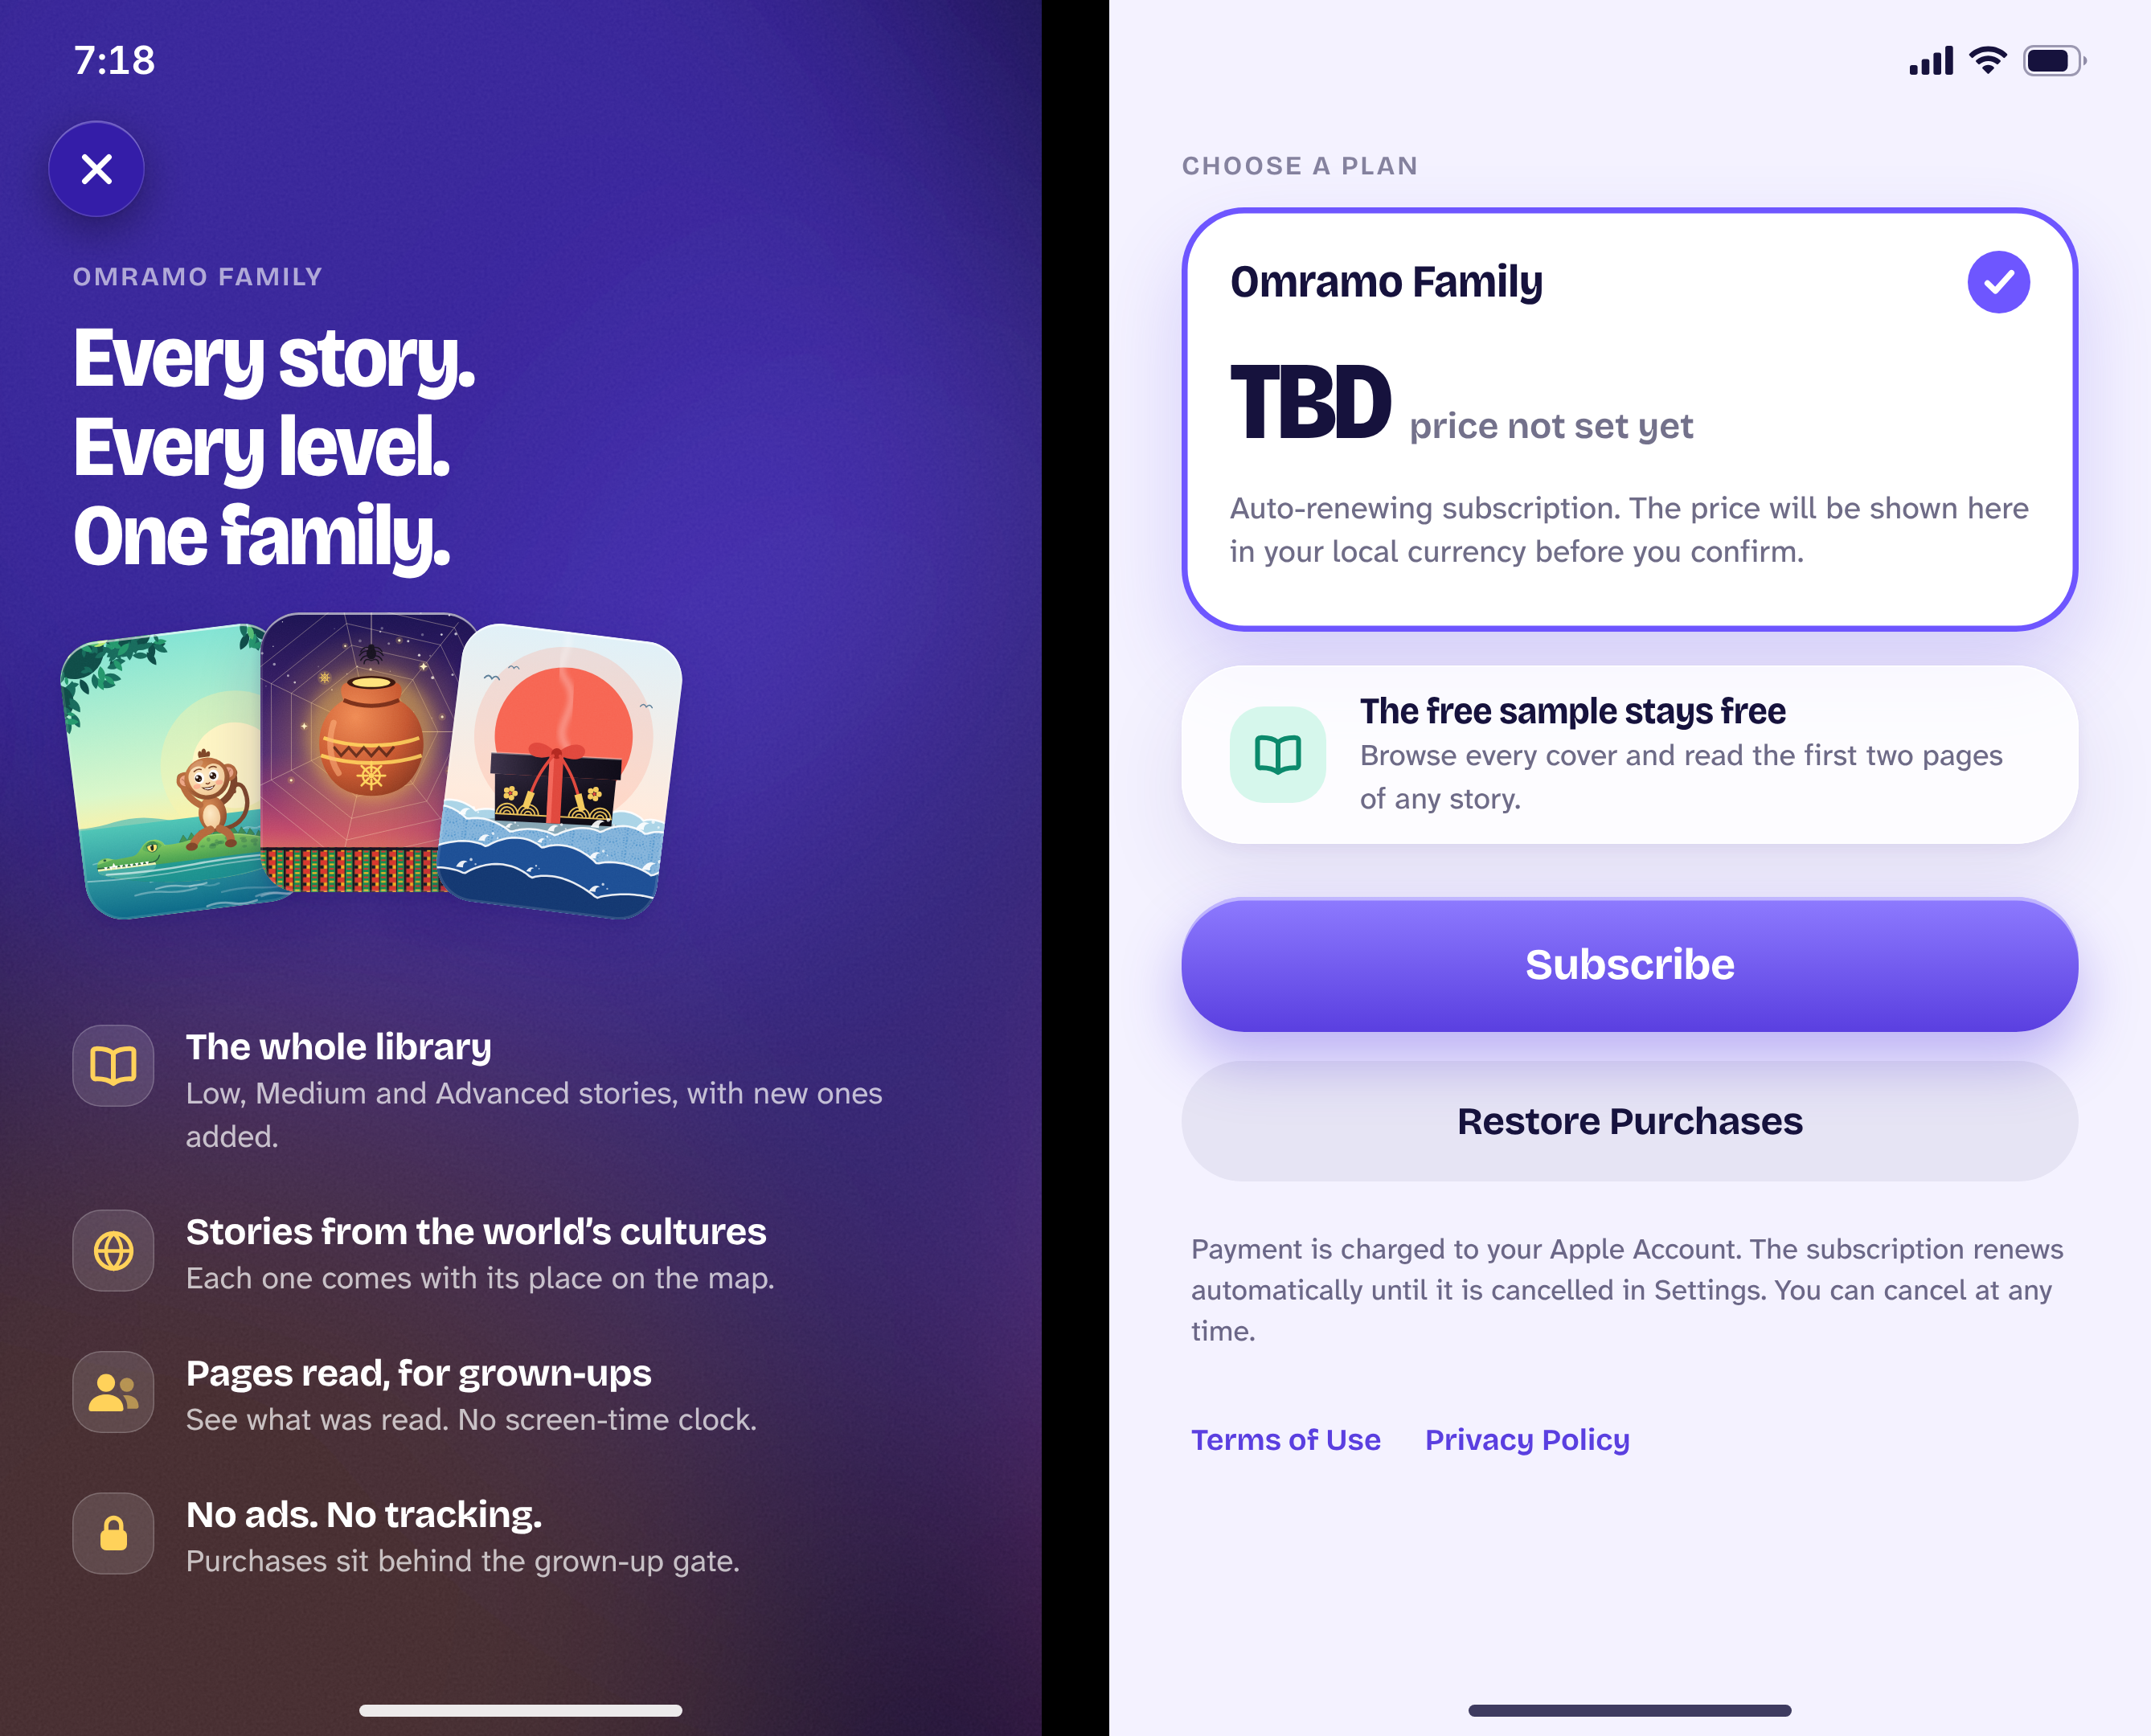 7:18
OMRAMO FAMILY
Every story.
Every level.
One family.
The whole library
Low, Medium and Advanced stories, with new ones
added.
Stories from the world’s cultures
Each one comes with its place on the map.
Pages read, for grown-ups
See what was read. No screen-time clock.
No ads. No tracking.
Purchases sit behind the grown-up gate.
CHOOSE A PLAN
Omramo Family
TBD price not set yet
Auto-renewing subscription. The price will be shown here
in your local currency before you confirm.
The free sample stays free
Browse every cover and read the first two pages
of any story.
Subscribe
Restore Purchases
Payment is charged to your Apple Account. The subscription renews
automatically until it is cancelled in Settings. You can cancel at any
time.
Terms of Use Privacy Policy